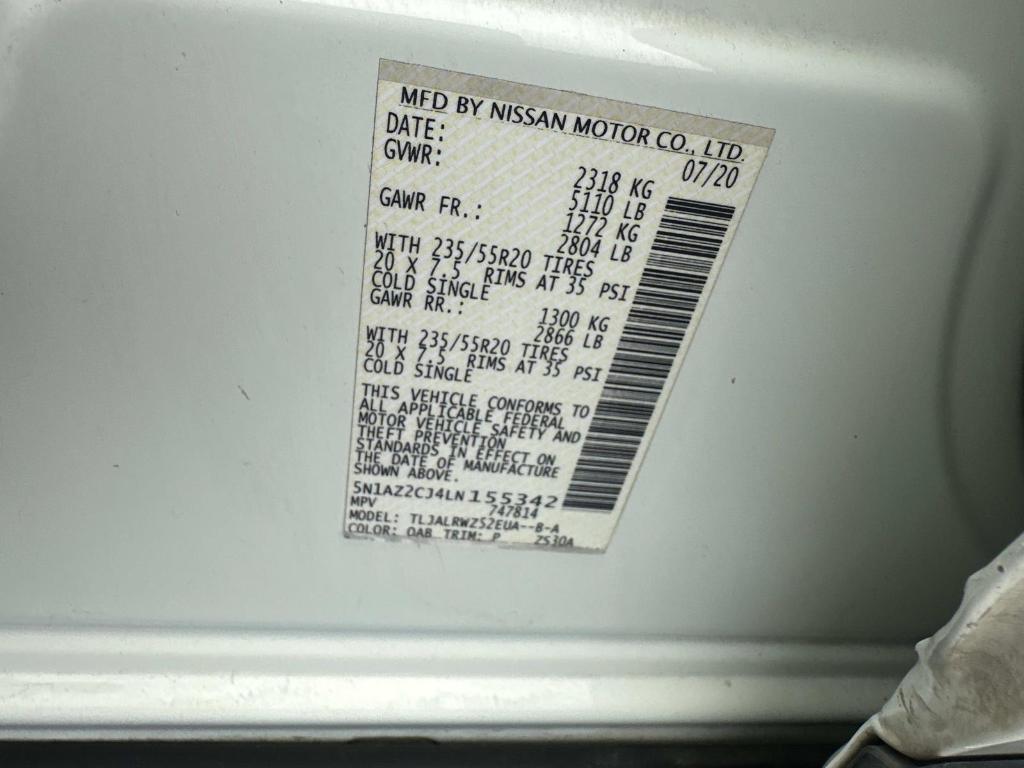 MFD BY NISSAN MOTOR CO., LTD.
DATE: 07/20
GVWR: 2318 KG
5110 LB
GAWR FR.: 1272 KG
2804 LB
WITH 235/55R20 TIRES
20 X 7.5 RIMS AT 35 PSI
COLD SINGLE
GAWR RR.: 1300 KG
2866 LB
WITH 235/55R20 TIRES
20 X 7.5 RIMS AT 35 PSI
COLD SINGLE
THIS VEHICLE CONFORMS TO
ALL APPLICABLE FEDERAL
MOTOR VEHICLE SAFETY AND
THEFT PREVENTION
STANDARDS IN EFFECT ON
THE DATE OF MANUFACTURE
SHOWN ABOVE.
5N1AZ2CJ4LN155342
MPV 747814
MODEL: TLJALRWZS2EUA--B-A
COLOR: QAB TRIM: P ZS30A